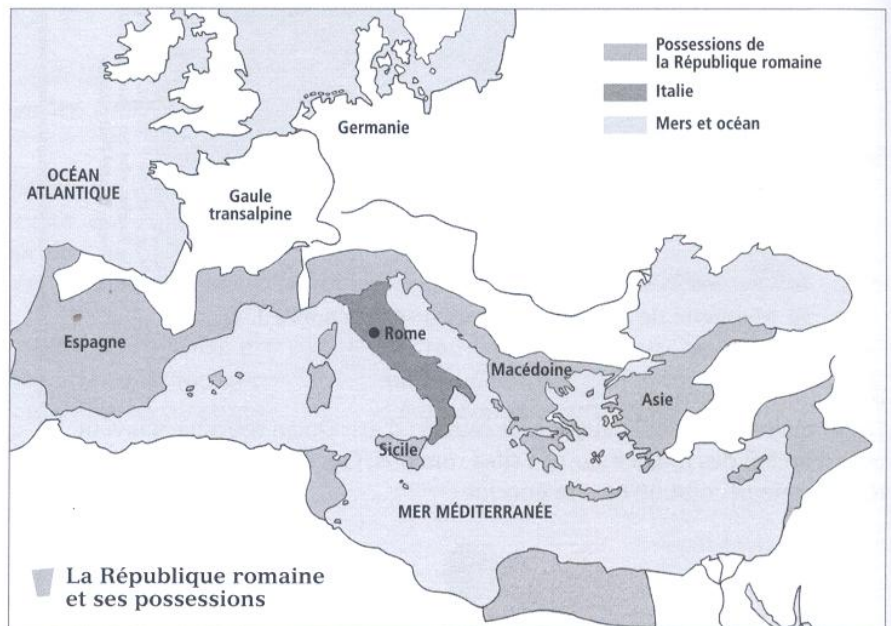 Possessions de
la République romaine
Italie
Mers et océan
Germanie
OCÉAN
ATLANTIQUE
Gaule
transalpine
Espagne
Rome
Macédoine
Asie
Sicile
MER MÉDITERRANÉE
La République romaine
et ses possessions